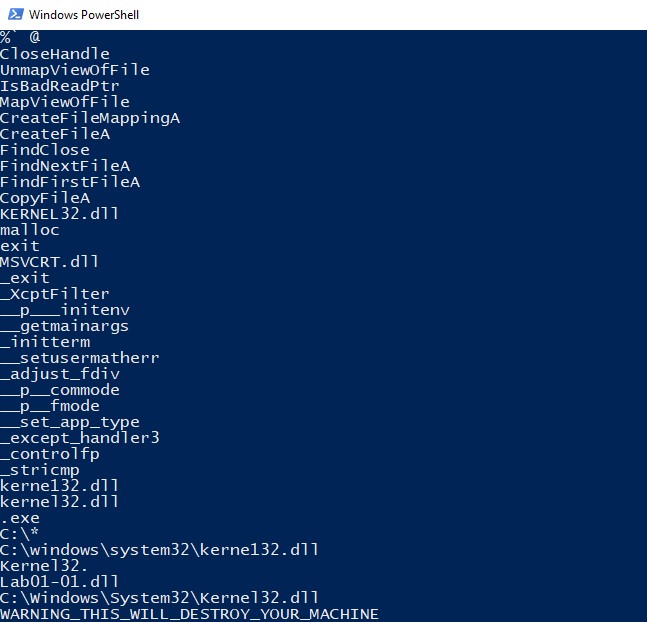 Windows PowerShell
%` @
CloseHandle
UnmapViewOfFile
IsBadReadPtr
MapViewOfFile
CreateFileMappingA
CreateFileA
FindClose
FindNextFileA
FindFirstFileA
CopyFileA
KERNEL32.dll
malloc
exit
MSVCRT.dll
_exit
_XcptFilter
__p___initenv
__getmainargs
_initterm
__setusermatherr
_adjust_fdiv
__p__commode
__p__fmode
__set_app_type
_except_handler3
_controlfp
_stricmp
kerne132.dll
kernel32.dll
.exe
C:\*
C:\windows\system32\kerne132.dll
Kernel32.
Lab01-01.dll
C:\Windows\System32\Kernel32.dll
WARNING_THIS_WILL_DESTROY_YOUR_MACHINE